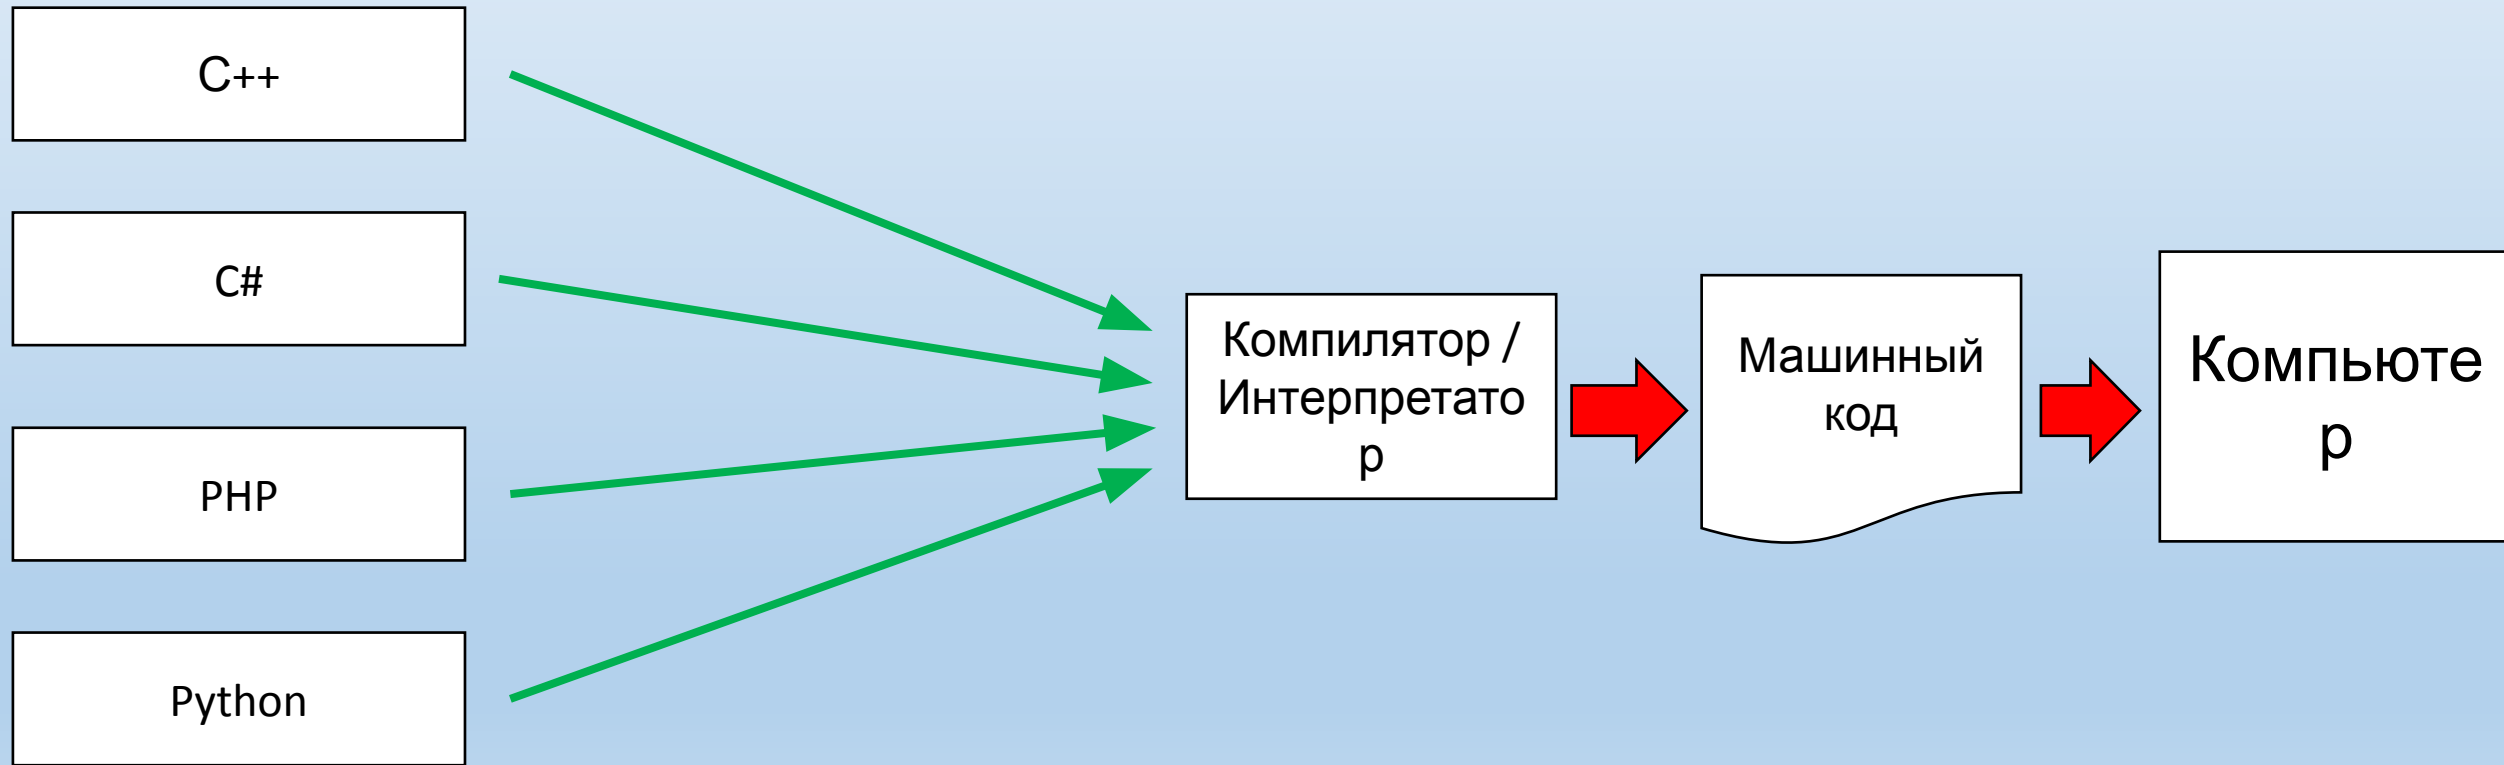 C++
C#
PHP
Python
Компилятор /
Интерпретато
р
Машинный
код
Компьюте
р